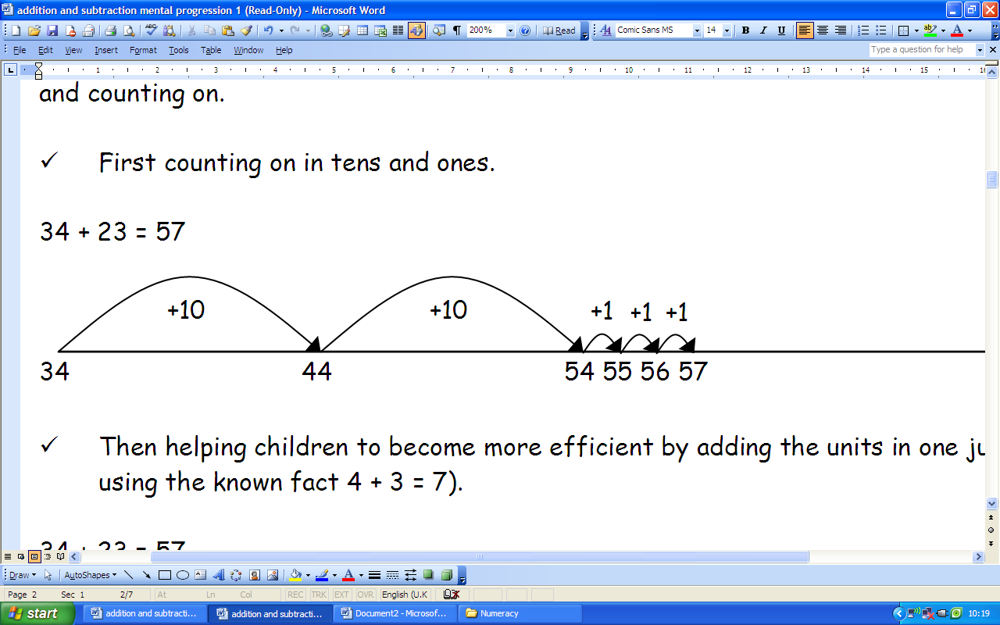 addition and subtraction mental progression 1 (Read-Only) - Microsoft Word
200% Read Comic Sans MS 14 B I U
File Edit View Insert Format Tools Table Window Help Type a question for help
1 2 3 4 5 6 7 8 9 10 11 12 13 14 15 16
and counting on.
✓ First counting on in tens and ones.
34 + 23 = 57
+10 +10 +1 +1 +1
34 44 54 55 56 57
✓ Then helping children to become more efficient by adding the units in one ju
using the known fact 4 + 3 = 7).
34 + 23 = 57
Draw AutoShapes
Page 2 Sec 1 2/7 At Ln Col REC TRK EXT OVR English (U.K
start addition and subtracti... addition and subtracti... Document2 - Microsof... Numeracy 10:19